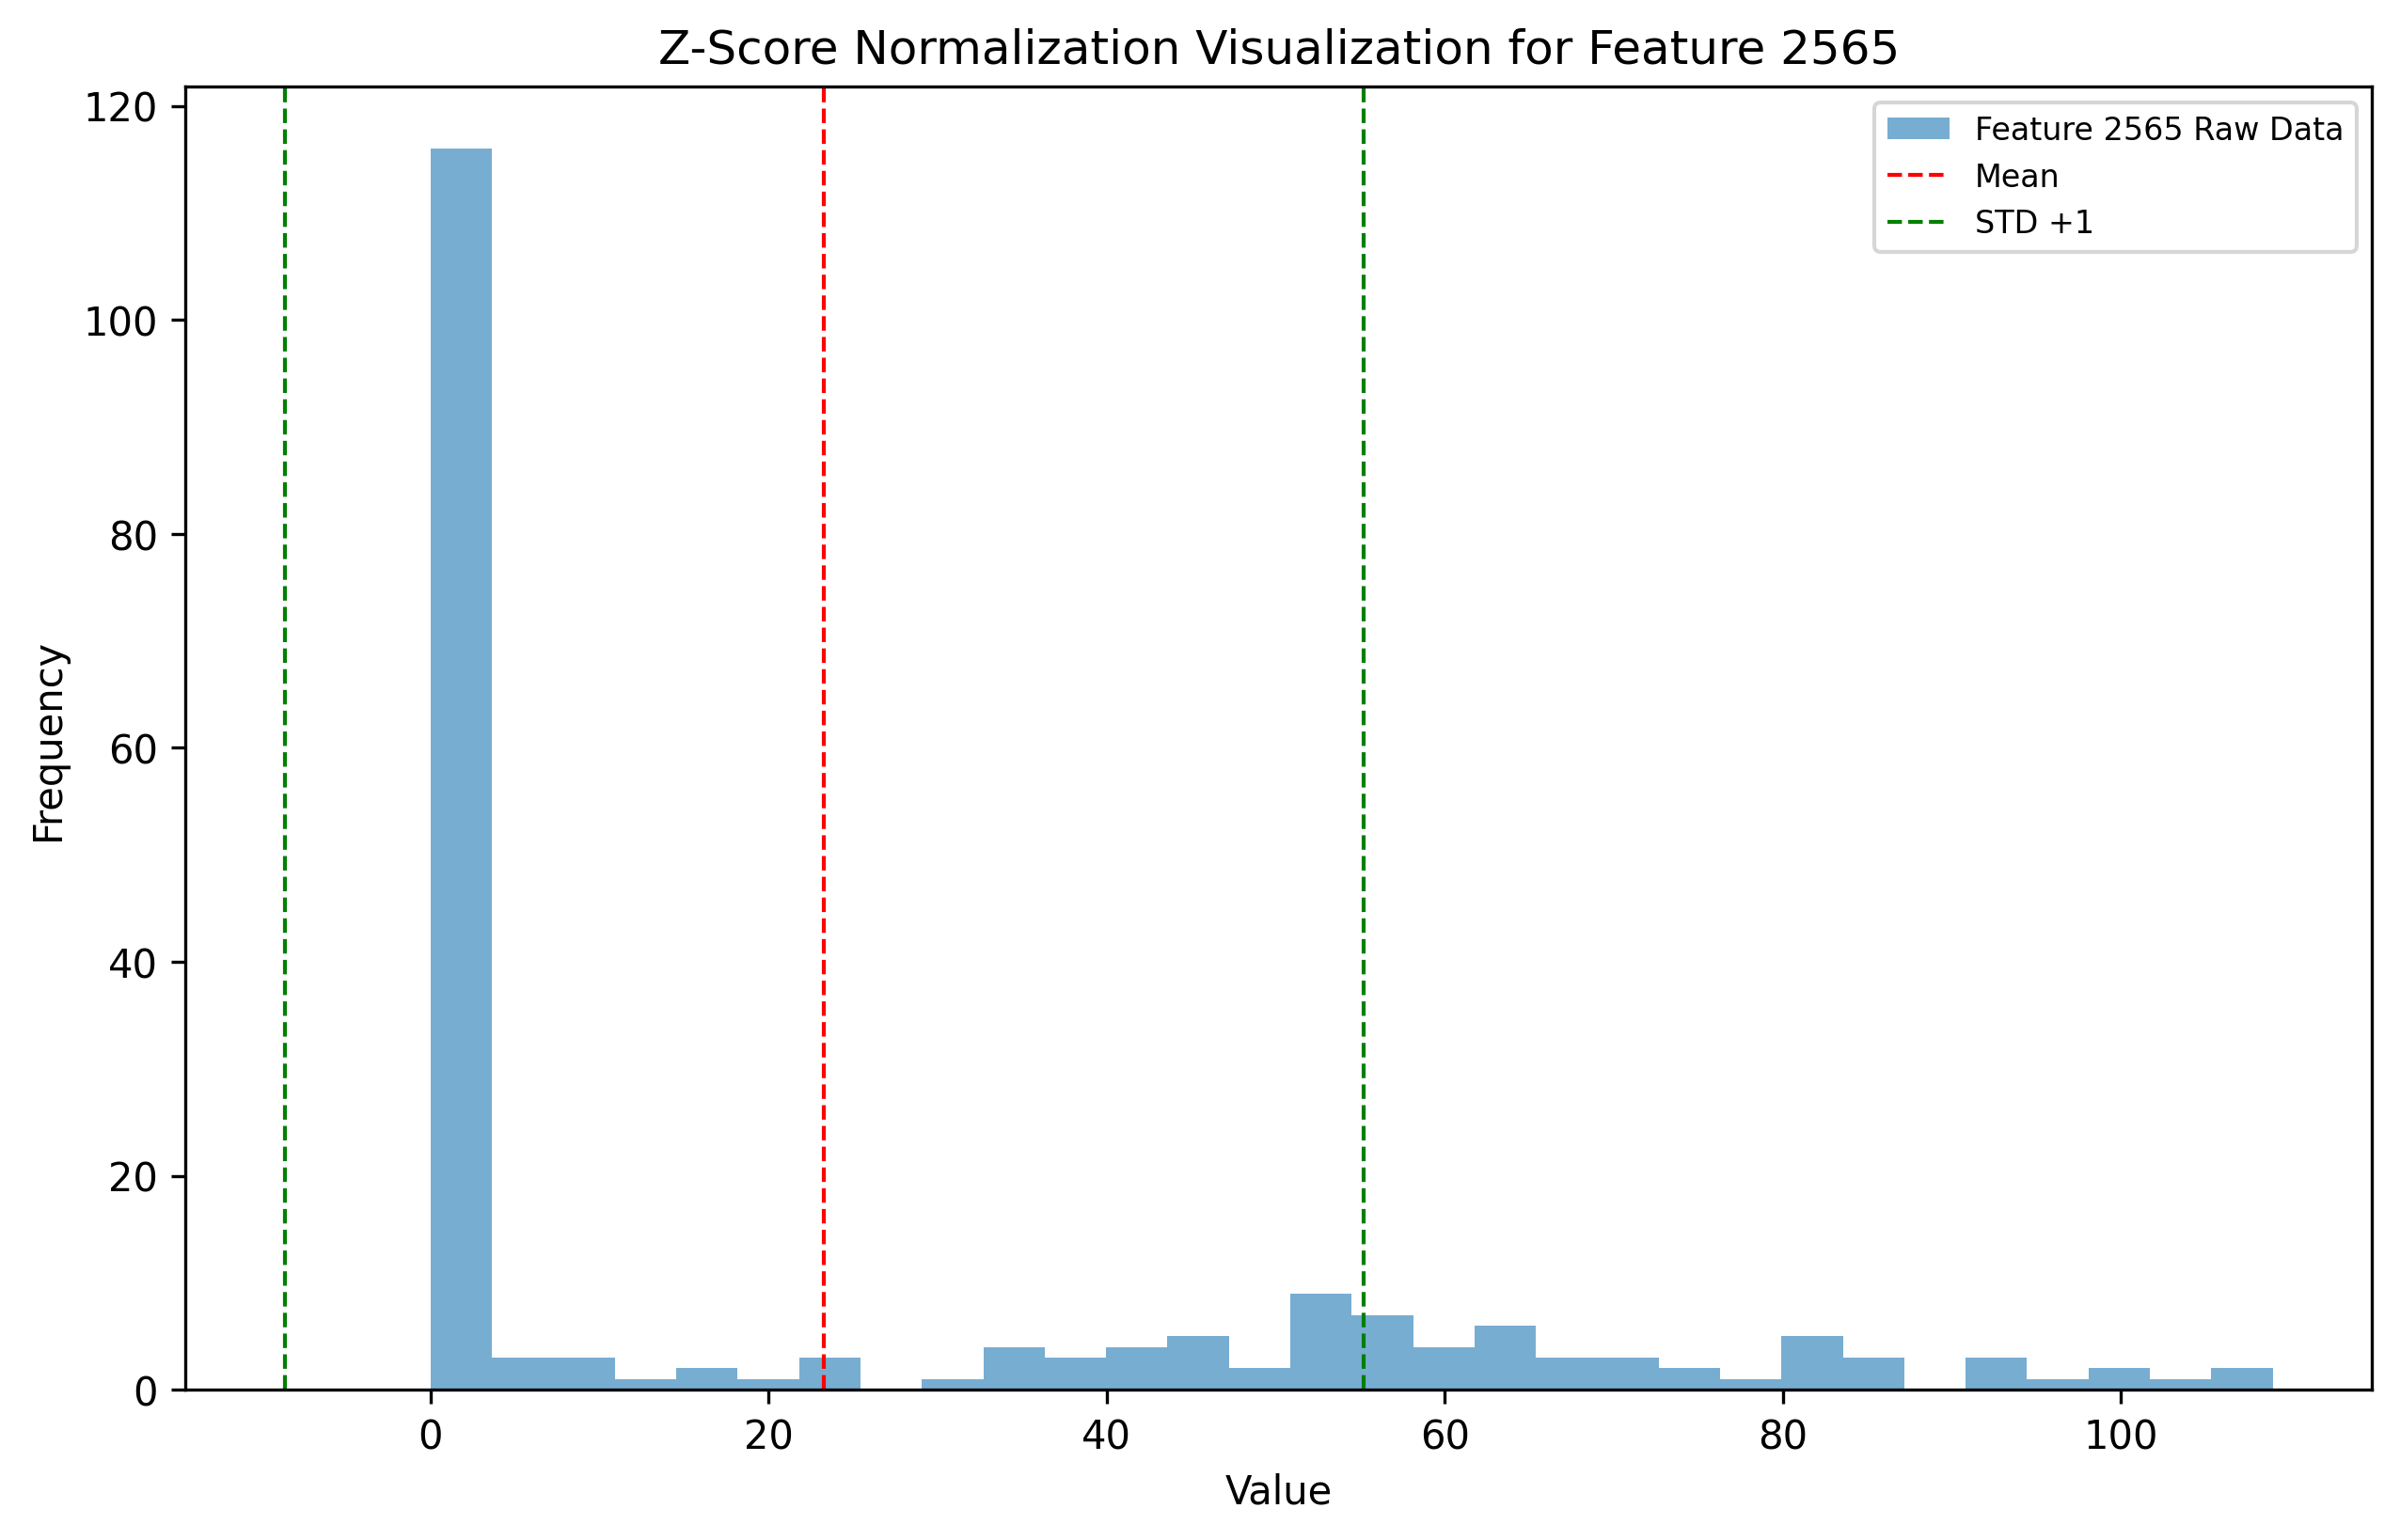 Z-Score Normalization Visualization for Feature 2565
Feature 2565 Raw Data
Mean
STD +1
120
100
80
60
40
20
0
Frequency
0 20 40 60 80 100
Value